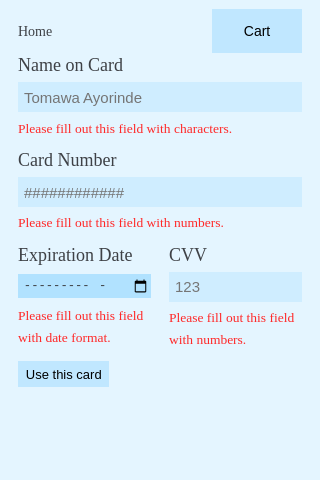 Home
Cart
Name on Card
Tomawa Ayorinde
Please fill out this field with characters.
Card Number
############
Please fill out this field with numbers.
Expiration Date
CVV
--------- -
123
Please fill out this field
with date format.
Please fill out this field
with numbers.
Use this card